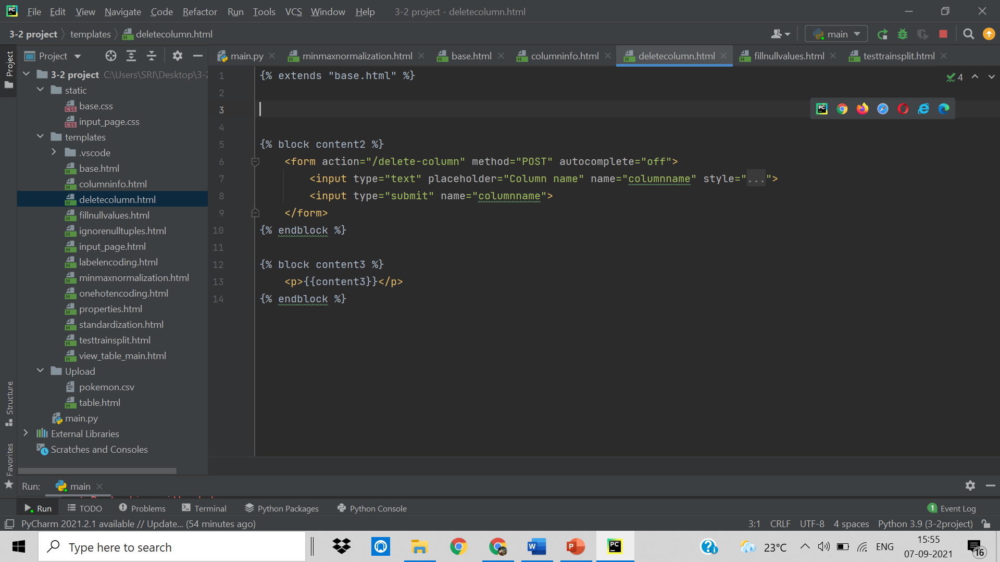 File Edit View Navigate Code Refactor Run Tools VCS Window Help 3-2 project - deletecolumn.html
3-2 project templates deletecolumn.html main
Project
Project
main.py minmaxnormalization.html base.html columninfo.html deletecolumn.html fillnullvalues.html testtrainsplit.html
3-2 project C:\Users\SRI\Desktop\3-2
static
base.css
input_page.css
templates
.vscode
base.html
columninfo.html
deletecolumn.html
fillnullvalues.html
ignorenulltuples.html
input_page.html
labelencoding.html
minmaxnormalization.html
onehotencoding.html
properties.html
standardization.html
testtrainsplit.html
view_table_main.html
Upload
pokemon.csv
table.html
main.py
External Libraries
Scratches and Consoles
Structure
Favorites
4
1 {% extends "base.html" %}
2
3
4
5 {% block content2 %}
6 <form action="/delete-column" method="POST" autocomplete="off">
7 <input type="text" placeholder="Column name" name="columnname" style="...">
8 <input type="submit" name="columnname">
9 </form>
10 {% endblock %}
11
12 {% block content3 %}
13 <p>{{content3}}</p>
14 {% endblock %}
Run: main
Run TODO Problems Terminal Python Packages Python Console 1 Event Log
PyCharm 2021.2.1 available // Update... (54 minutes ago) 3:1 CRLF UTF-8 4 spaces Python 3.9 (3-2project)
Type here to search 23°C ENG 15:55
07-09-2021 16